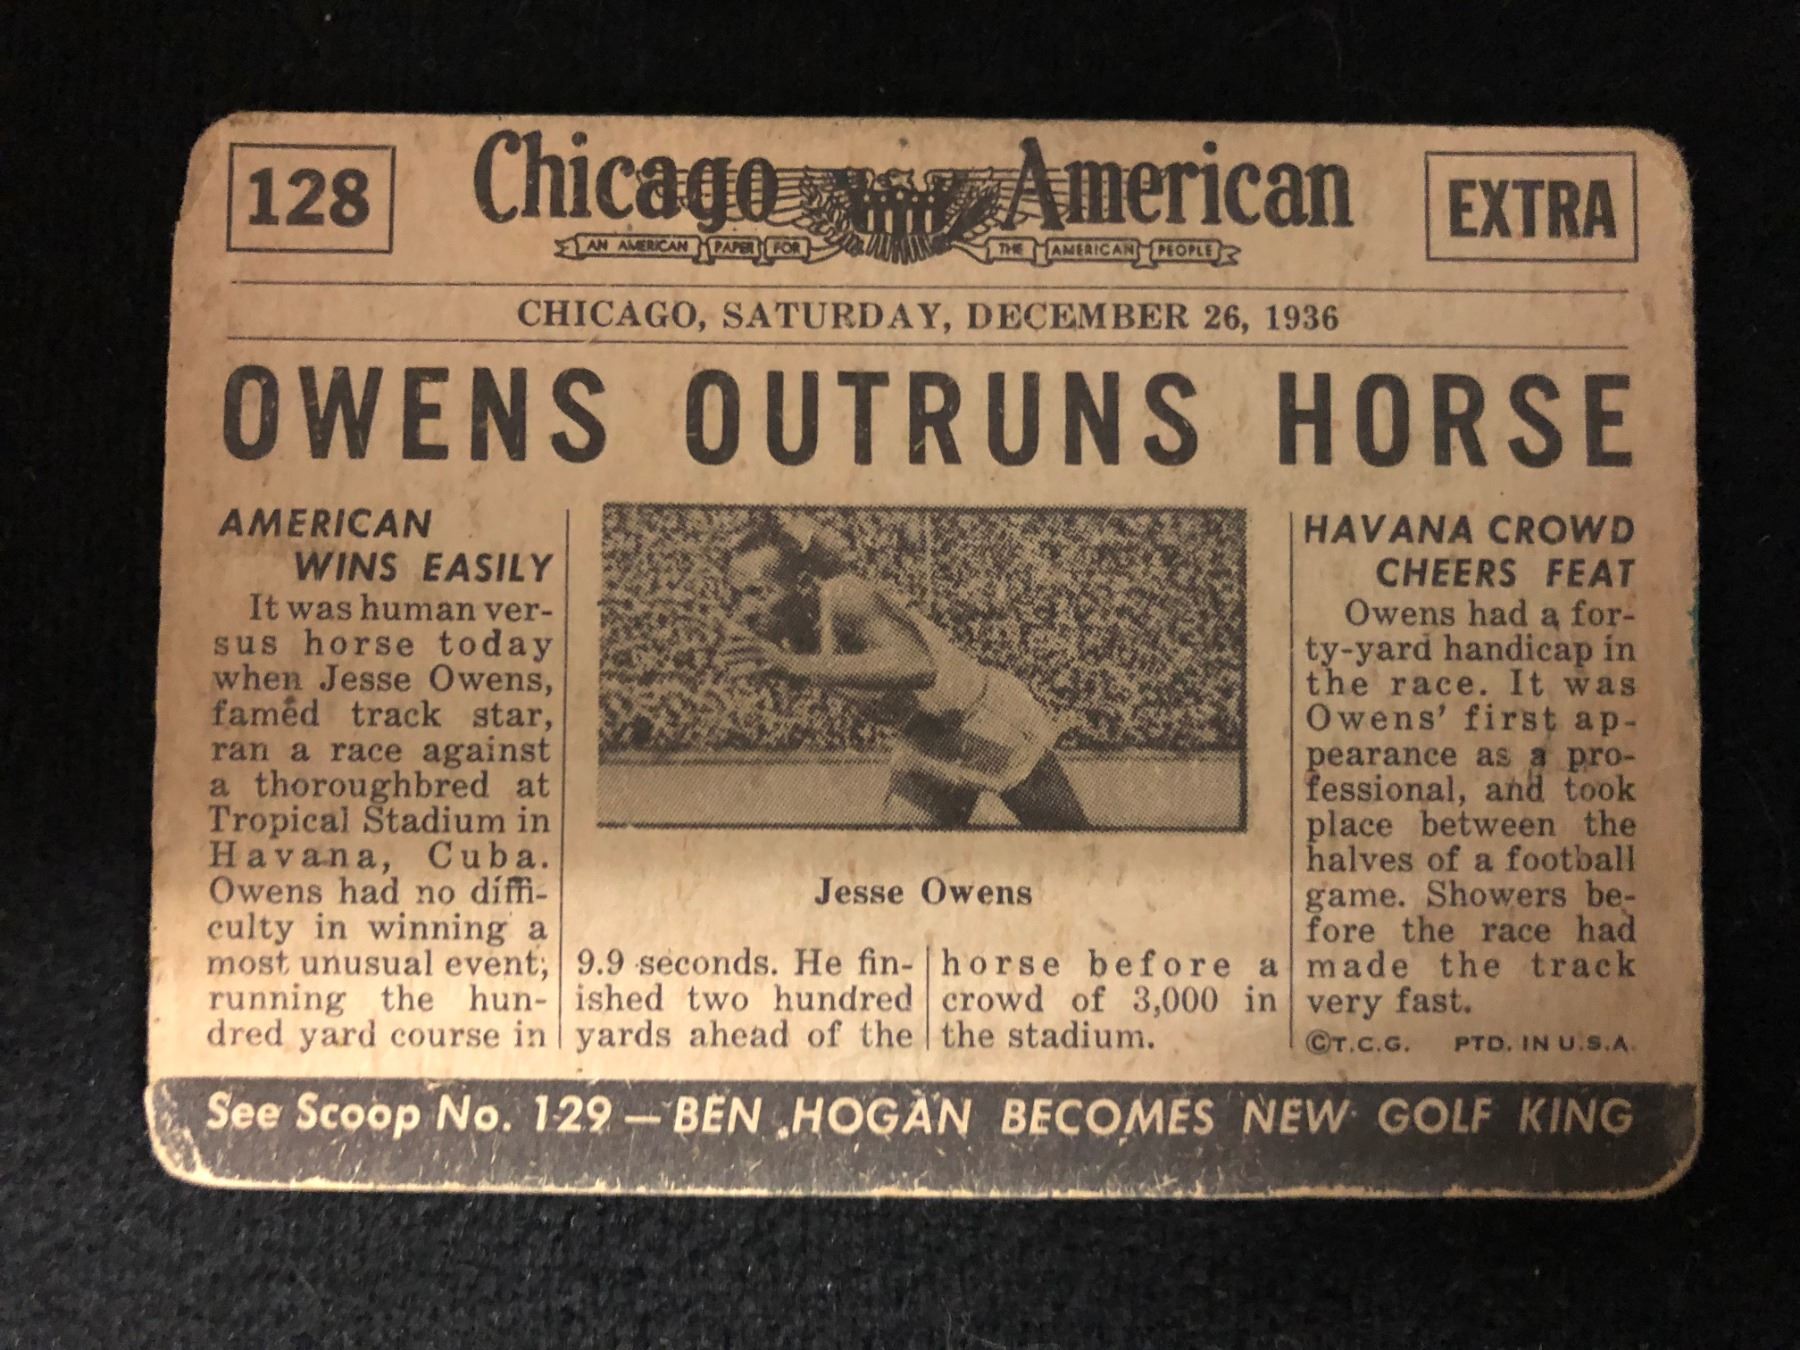 128
Chicago American
EXTRA
AN AMERICAN PAPER FOR THE AMERICAN PEOPLE
CHICAGO, SATURDAY, DECEMBER 26, 1936
OWENS OUTRUNS HORSE
AMERICAN
WINS EASILY
It was human ver-
sus horse today
when Jesse Owens,
famed track star,
ran a race against
a thoroughbred at
Tropical Stadium in
Havana, Cuba.
Owens had no diffi-
culty in winning a
most unusual event;
running the hun-
dred yard course in
Jesse Owens
9.9 seconds. He fin-
ished two hundred
yards ahead of the
horse before a
crowd of 3,000 in
the stadium.
HAVANA CROWD
CHEERS FEAT
Owens had a for-
ty-yard handicap in
the race. It was
Owens' first ap-
pearance as a pro-
fessional, and took
place between the
halves of a football
game. Showers be-
fore the race had
made the track
very fast.
©T.C.G. PTD. IN U.S.A.
See Scoop No. 129 — BEN HOGAN BECOMES NEW GOLF KING